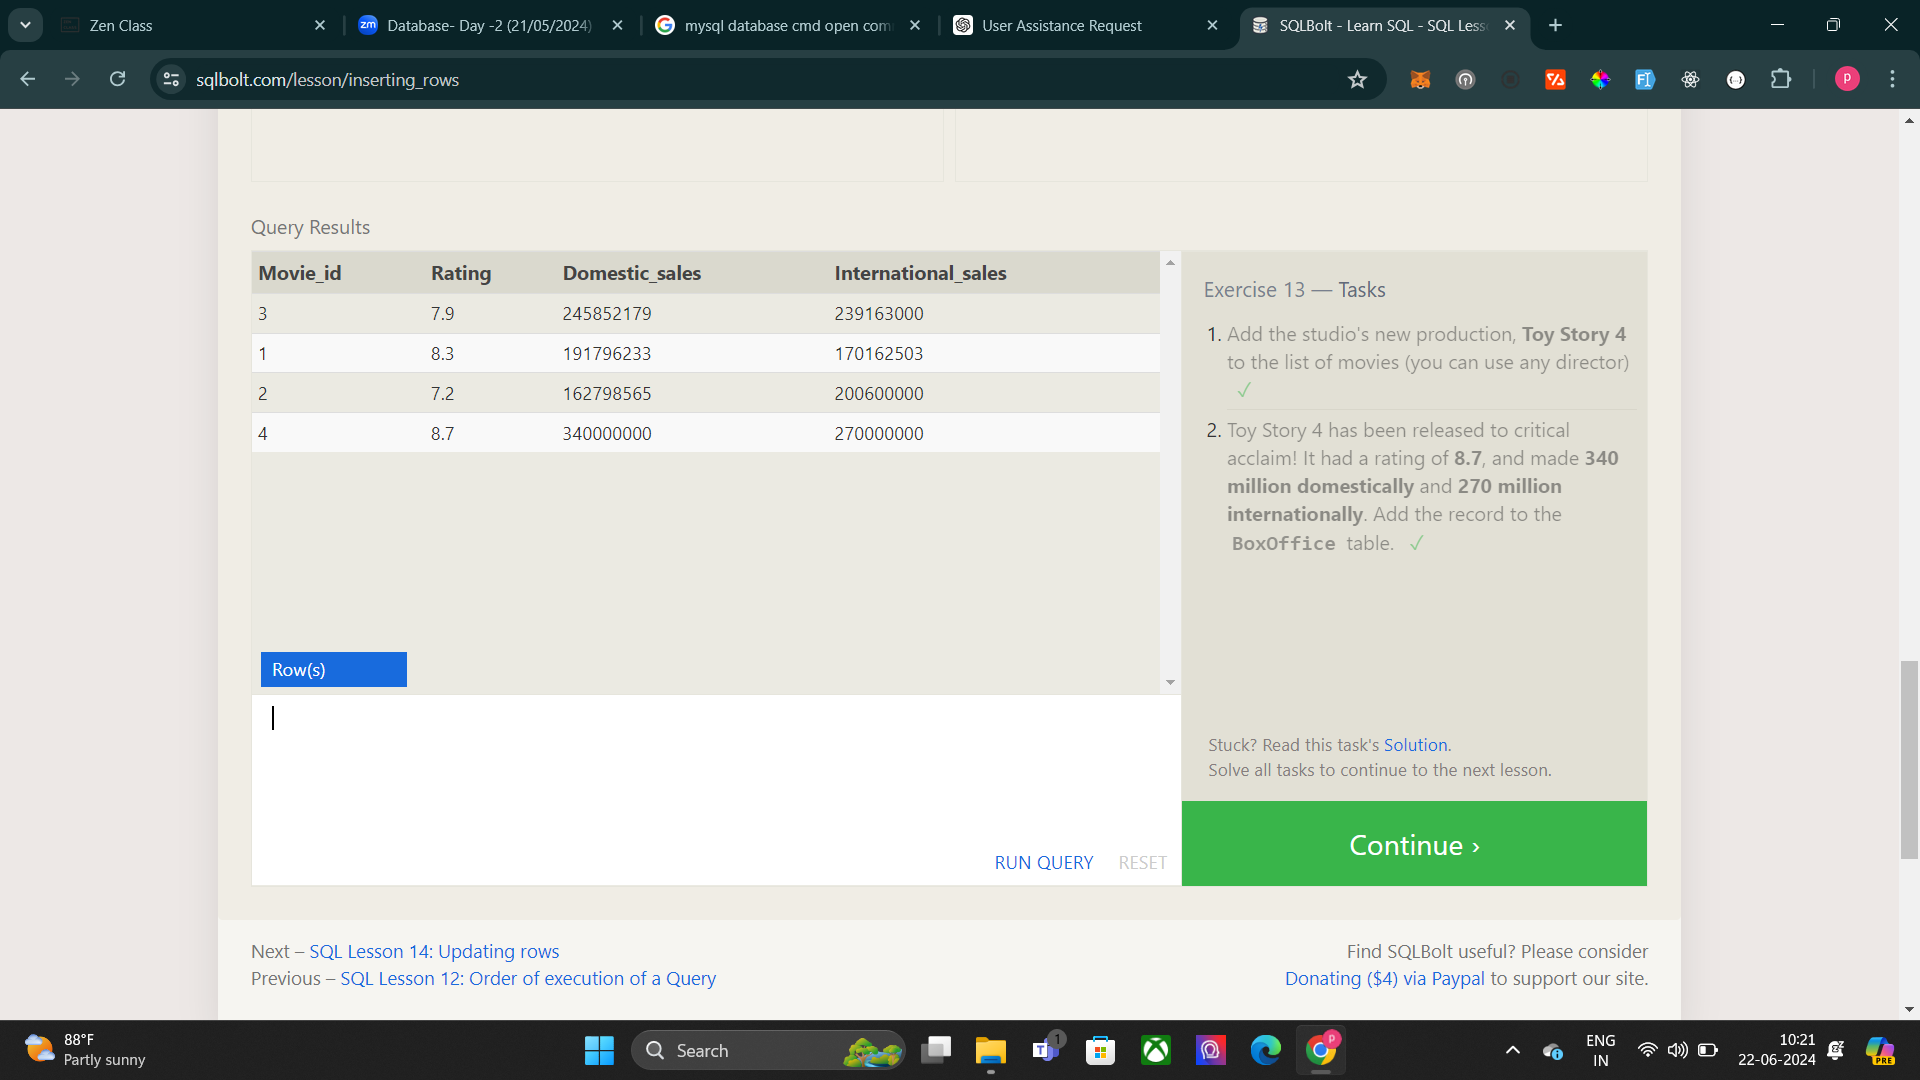 Zen Class
zm Database- Day -2 (21/05/2024)
mysql database cmd open com
User Assistance Request
SQLBolt - Learn SQL - SQL Less
sqlbolt.com/lesson/inserting_rows
P
Query Results
Movie_id Rating Domestic_sales International_sales
3 7.9 245852179 239163000
1 8.3 191796233 170162503
2 7.2 162798565 200600000
4 8.7 340000000 270000000
Row(s)
RUN QUERY RESET
Exercise 13 — Tasks
1. Add the studio's new production, Toy Story 4
to the list of movies (you can use any director)
✓
2. Toy Story 4 has been released to critical
acclaim! It had a rating of 8.7, and made 340
million domestically and 270 million
internationally. Add the record to the
BoxOffice table. ✓
Stuck? Read this task's Solution.
Solve all tasks to continue to the next lesson.
Continue ›
Next – SQL Lesson 14: Updating rows
Previous – SQL Lesson 12: Order of execution of a Query
Find SQLBolt useful? Please consider
Donating ($4) via Paypal to support our site.
88°F
Partly sunny
Search
1
P
ENG
IN
10:21
22-06-2024
PRE